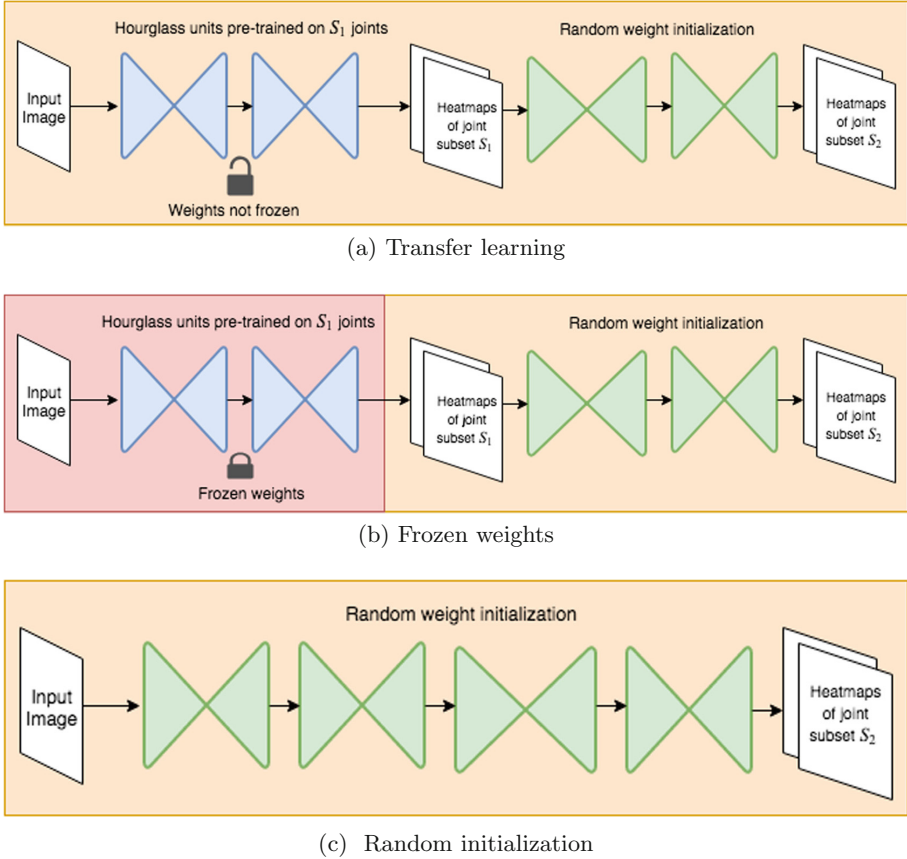 Hourglass units pre-trained on S₁ joints
Random weight initialization
Input
Image
Heatmaps
of joint
subset S₁
Heatmaps
of joint
subset S₂
Weights not frozen
(a) Transfer learning
Hourglass units pre-trained on S₁ joints
Random weight initialization
Input
Image
Heatmaps
of joint
subset S₁
Heatmaps
of joint
subset S₂
Frozen weights
(b) Frozen weights
Random weight initialization
Input
Image
Heatmaps
of joint
subset S₂
(c) Random initialization